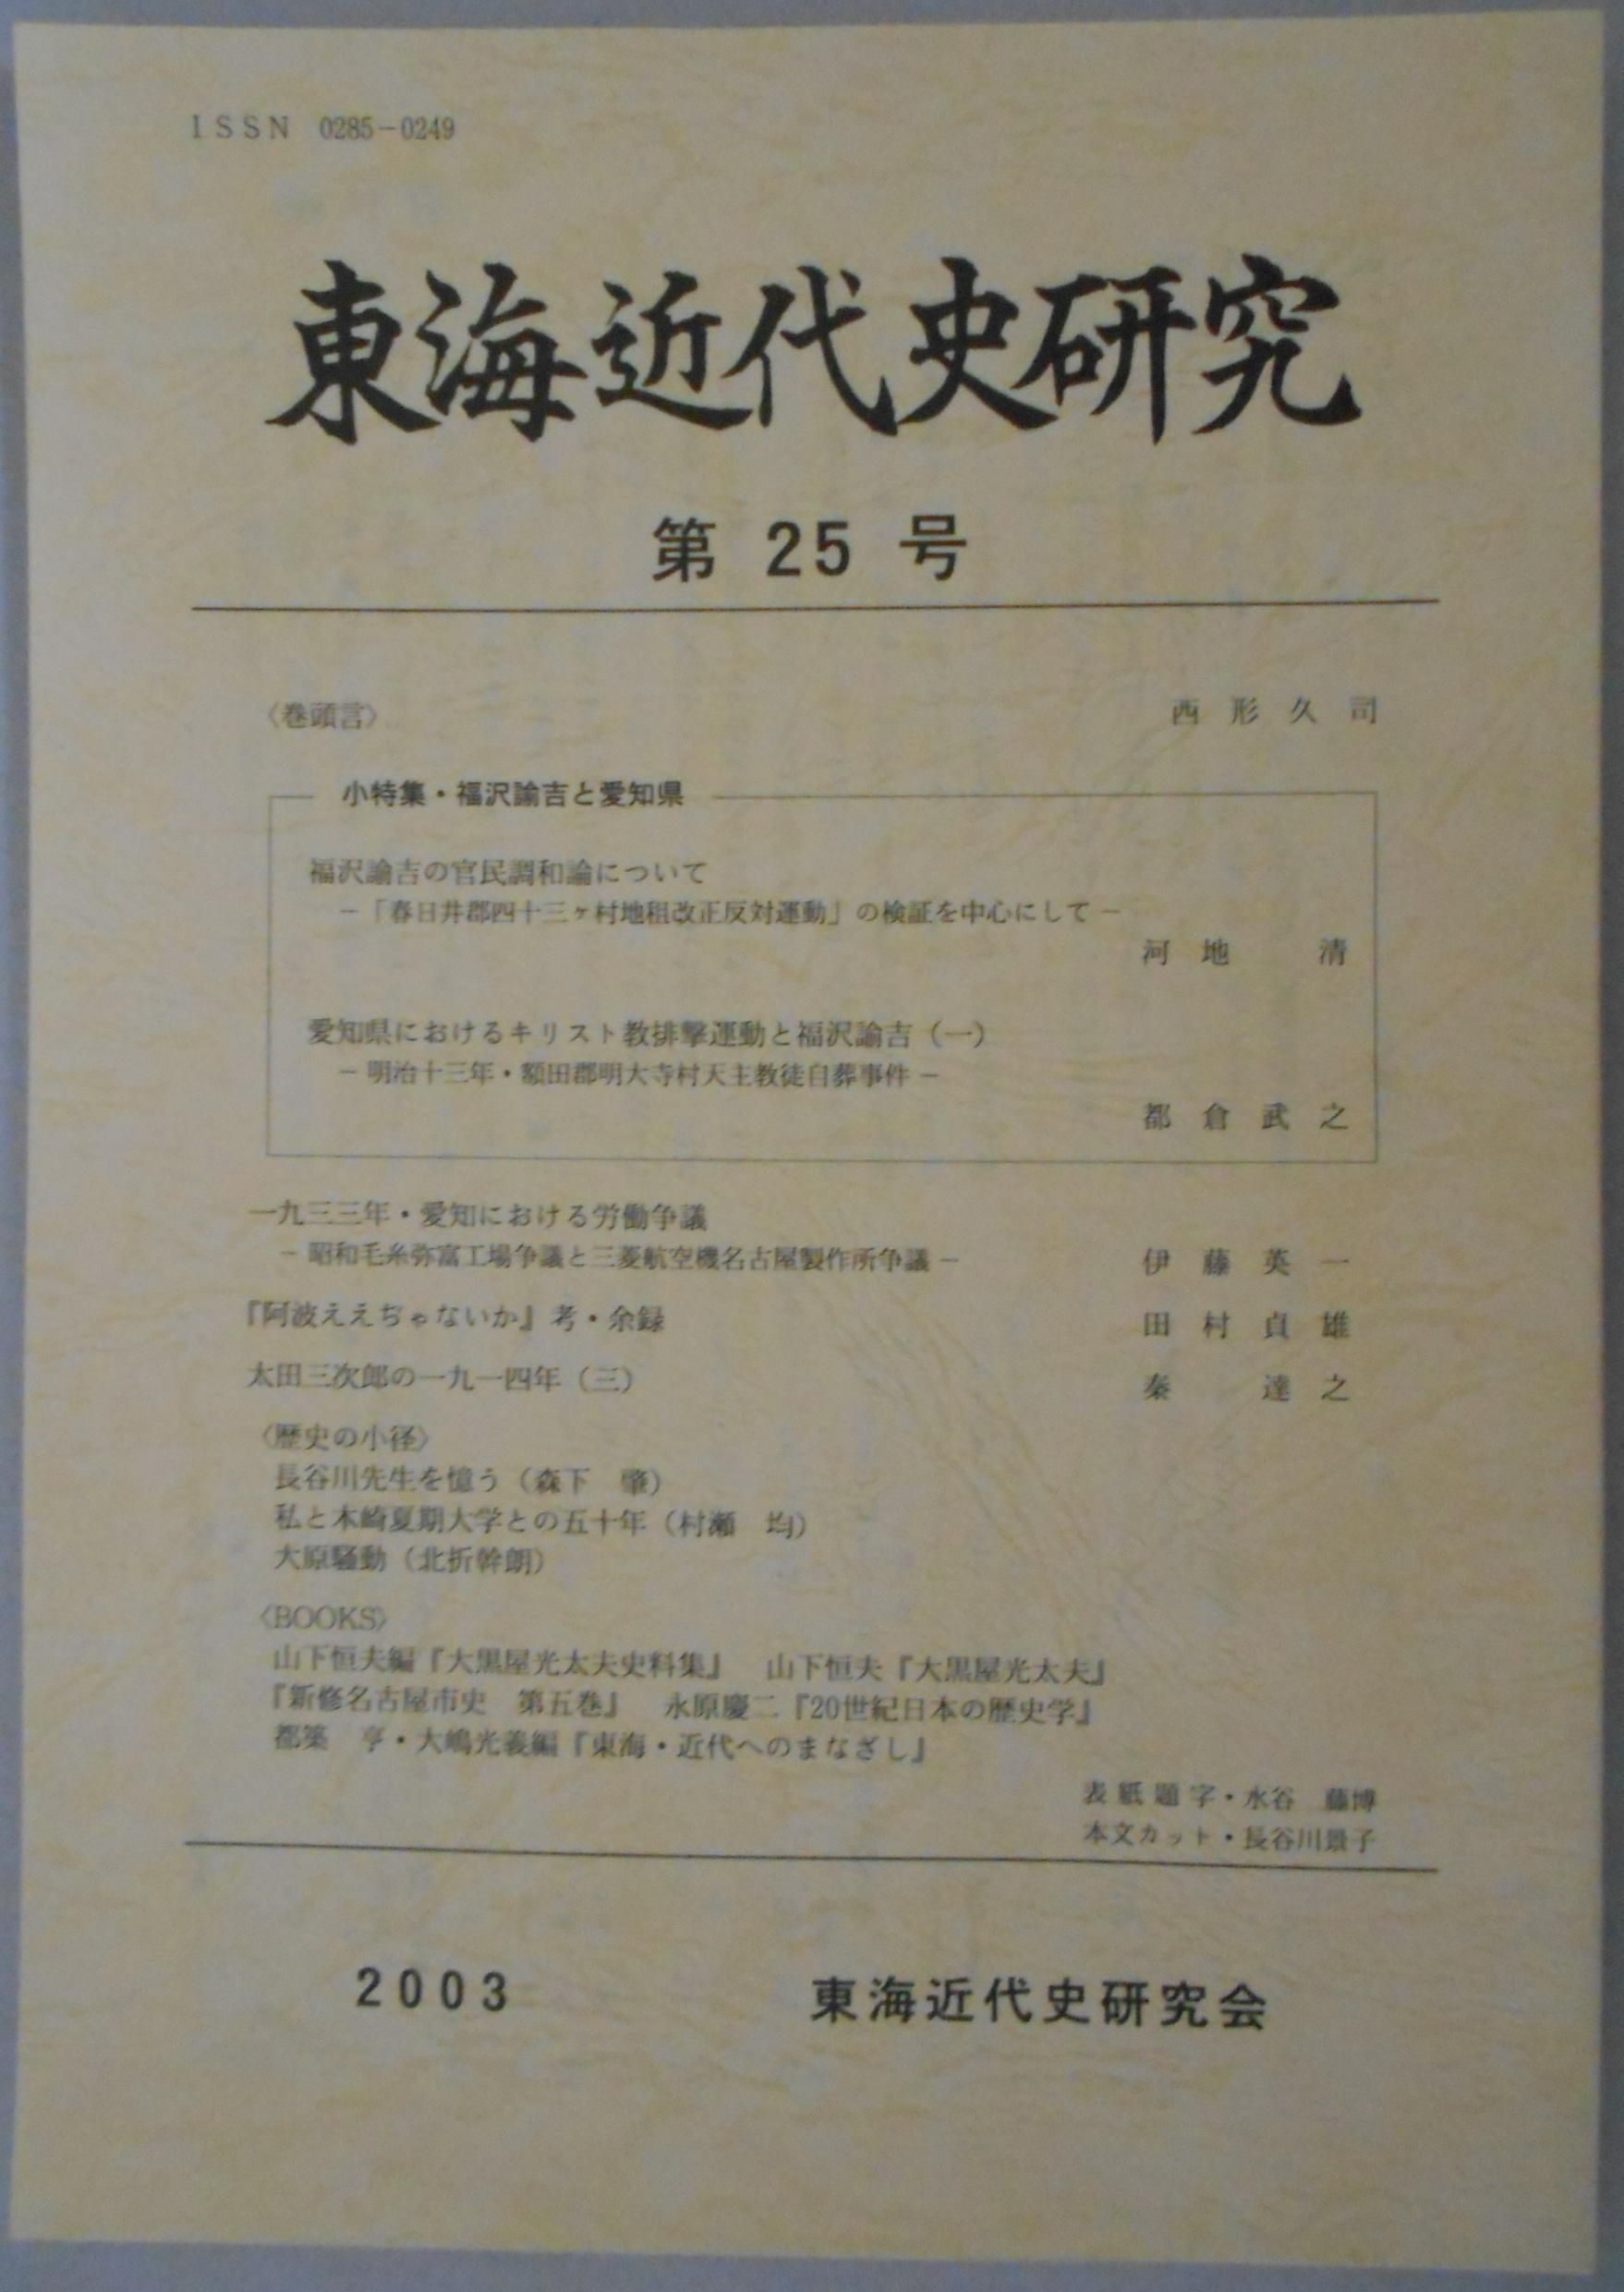 ISSN 0285-0249
東海近代史研究
第 25 号
〈巻頭言〉 西形久司
小特集・福沢諭吉と愛知県
福沢諭吉の官民調和論について
－「春日井郡四十三ヶ村地租改正反対運動」の検証を中心にして－
河地 清
愛知県におけるキリスト教排撃運動と福沢諭吉（一）
－明治十三年・額田郡明大寺村天主教徒自葬事件－
都倉武之
一九三三年・愛知における労働争議
－昭和毛糸弥富工場争議と三菱航空機名古屋製作所争議－ 伊藤英一
『阿波ええぢゃないか』考・余録 田村貞雄
太田三次郎の一九一四年（三） 秦 達之
〈歴史の小径〉
長谷川先生を憶う（森下 肇）
私と木崎夏期大学との五十年（村瀬 均）
大原騒動（北折幹朗）
〈BOOKS〉
山下恒夫編『大黒屋光太夫史料集』 山下恒夫『大黒屋光太夫』
『新修名古屋市史 第五巻』 永原慶二『20世紀日本の歴史学』
都築 亨・大嶋光義編『東海・近代へのまなざし』
表紙題字・水谷 藤博
本文カット・長谷川景子
2003 東海近代史研究会